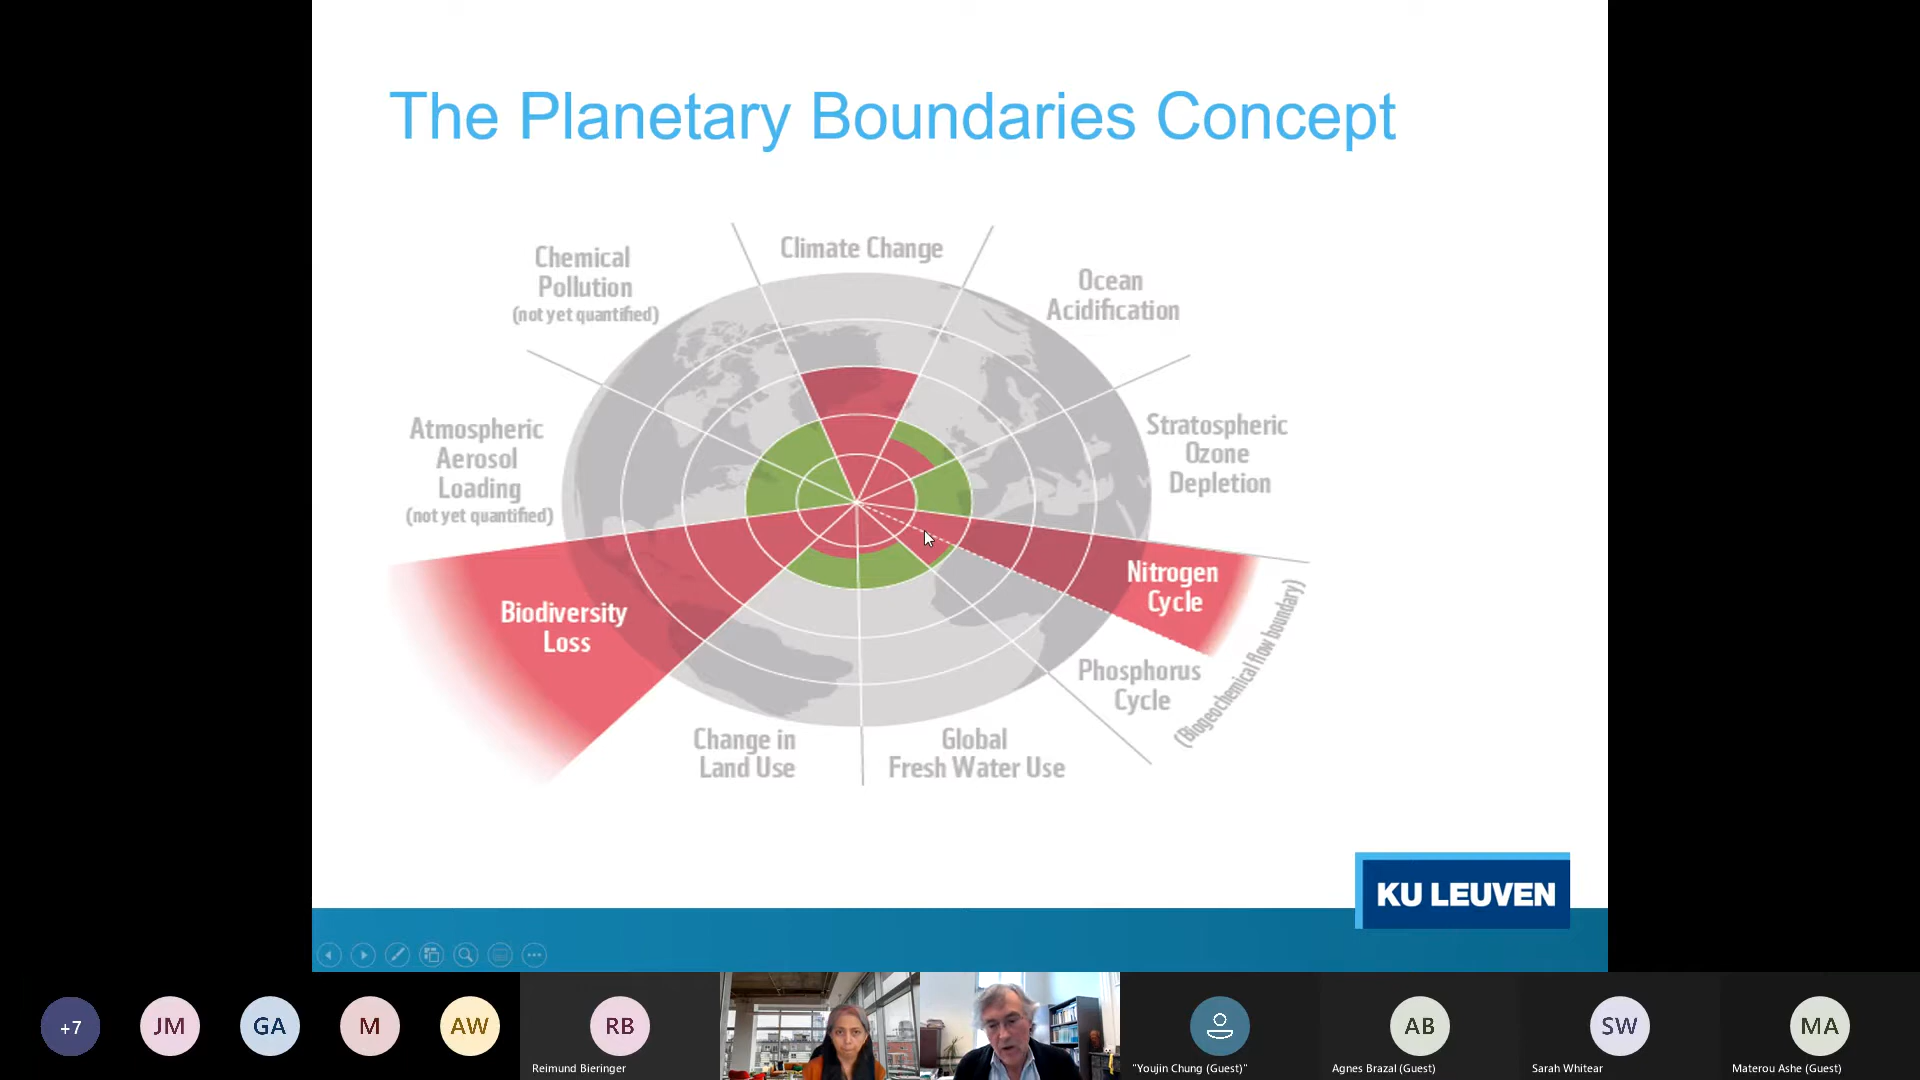 The Planetary Boundaries Concept
Climate Change
Chemical
Pollution
(not yet quantified)
Ocean
Acidification
Atmospheric
Aerosol
Loading
(not yet quantified)
Stratospheric
Ozone
Depletion
Biodiversity
Loss
Nitrogen
Cycle
Phosphorus
Cycle
(Biogeochemical flow boundary)
Change in
Land Use
Global
Fresh Water Use
KU LEUVEN
+7
JM
GA
M
AW
RB
Reimund Bieringer
"Youjin Chung (Guest)"
AB
Agnes Brazal (Guest)
SW
Sarah Whitear
MA
Materou Ashe (Guest)